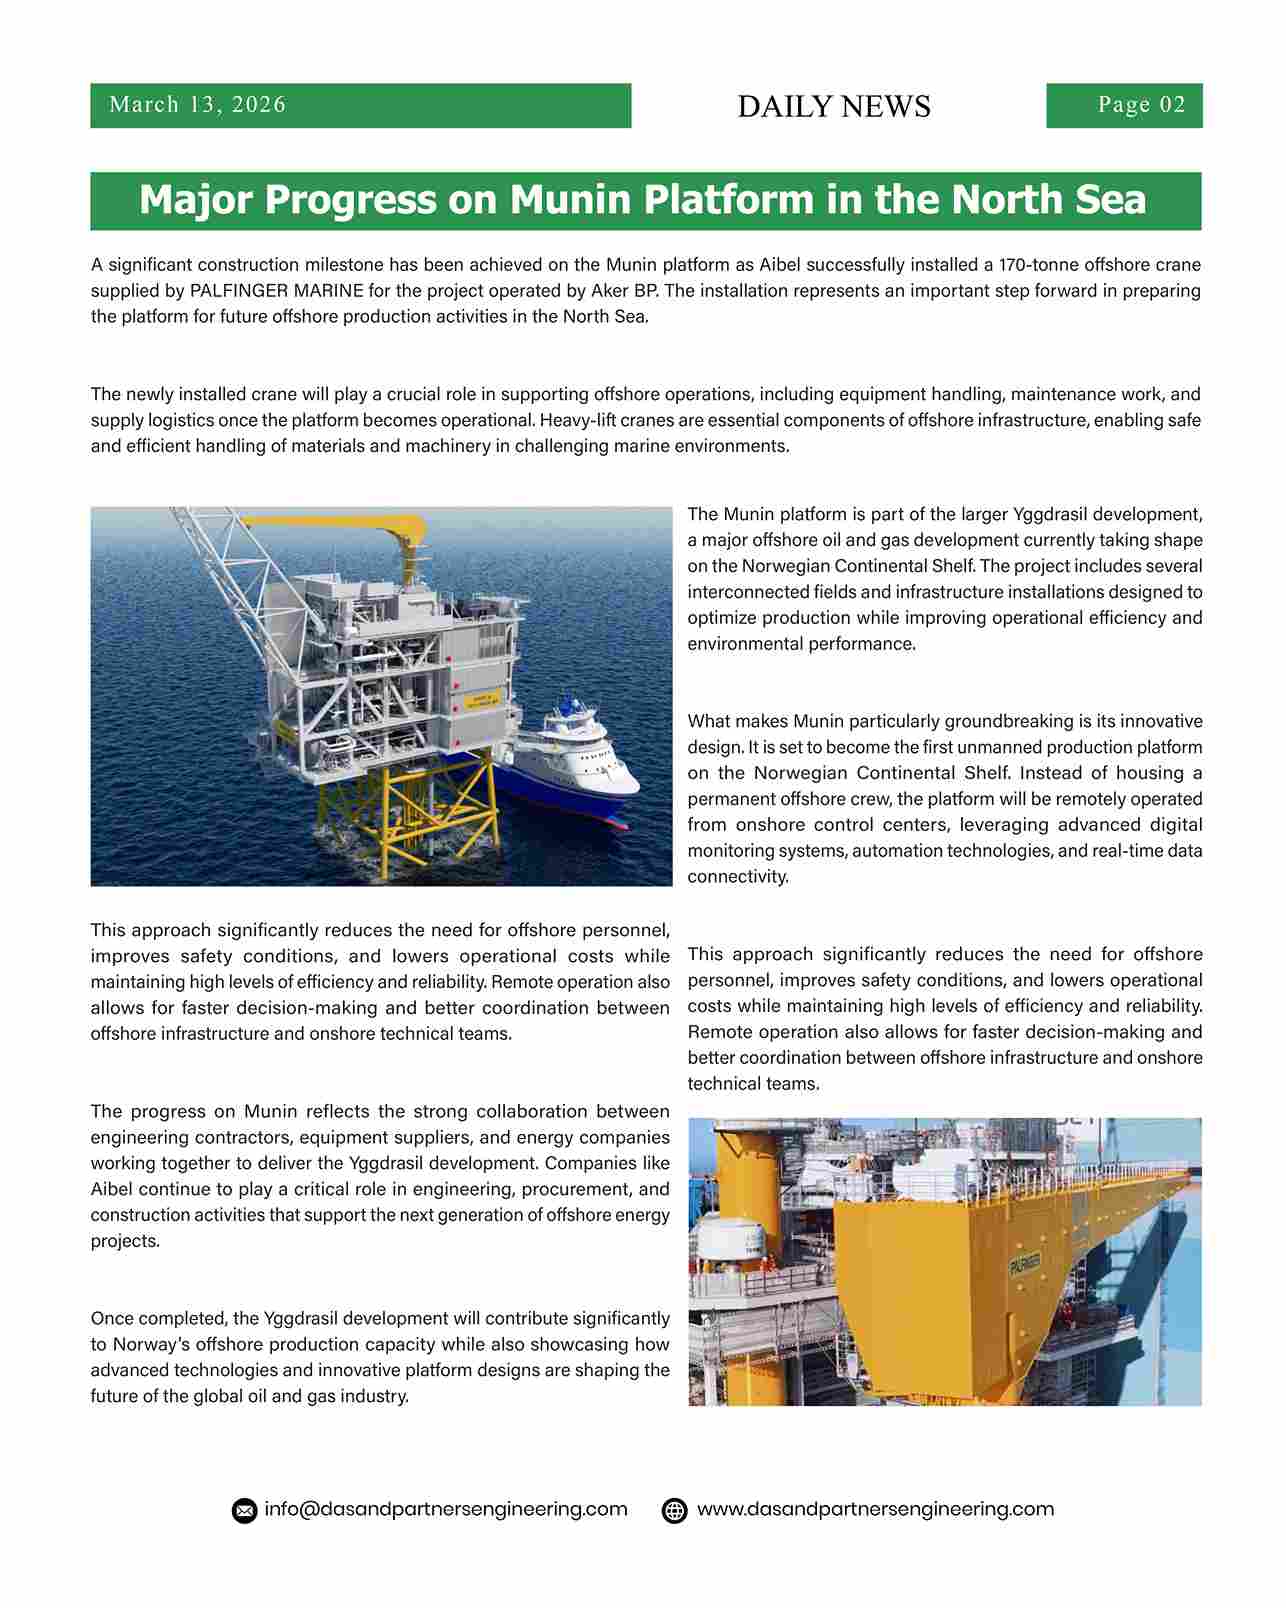 March 13, 2026
DAILY NEWS
Page 02
Major Progress on Munin Platform in the North Sea
A significant construction milestone has been achieved on the Munin platform as Aibel successfully installed a 170-tonne offshore crane
supplied by PALFINGER MARINE for the project operated by Aker BP. The installation represents an important step forward in preparing
the platform for future offshore production activities in the North Sea.
The newly installed crane will play a crucial role in supporting offshore operations, including equipment handling, maintenance work, and
supply logistics once the platform becomes operational. Heavy-lift cranes are essential components of offshore infrastructure, enabling safe
and efficient handling of materials and machinery in challenging marine environments.
The Munin platform is part of the larger Yggdrasil development,
a major offshore oil and gas development currently taking shape
on the Norwegian Continental Shelf. The project includes several
interconnected fields and infrastructure installations designed to
optimize production while improving operational efficiency and
environmental performance.
What makes Munin particularly groundbreaking is its innovative
design. It is set to become the first unmanned production platform
on the Norwegian Continental Shelf. Instead of housing a
permanent offshore crew, the platform will be remotely operated
from onshore control centers, leveraging advanced digital
monitoring systems, automation technologies, and real-time data
connectivity.
This approach significantly reduces the need for offshore
personnel, improves safety conditions, and lowers operational
costs while maintaining high levels of efficiency and reliability.
Remote operation also allows for faster decision-making and
better coordination between offshore infrastructure and onshore
technical teams.
PALFINGER
This approach significantly reduces the need for offshore personnel,
improves safety conditions, and lowers operational costs while
maintaining high levels of efficiency and reliability. Remote operation also
allows for faster decision-making and better coordination between
offshore infrastructure and onshore technical teams.
The progress on Munin reflects the strong collaboration between
engineering contractors, equipment suppliers, and energy companies
working together to deliver the Yggdrasil development. Companies like
Aibel continue to play a critical role in engineering, procurement, and
construction activities that support the next generation of offshore energy
projects.
Once completed, the Yggdrasil development will contribute significantly
to Norway's offshore production capacity while also showcasing how
advanced technologies and innovative platform designs are shaping the
future of the global oil and gas industry.
info@dasandpartnersengineering.com
www.dasandpartnersengineering.com